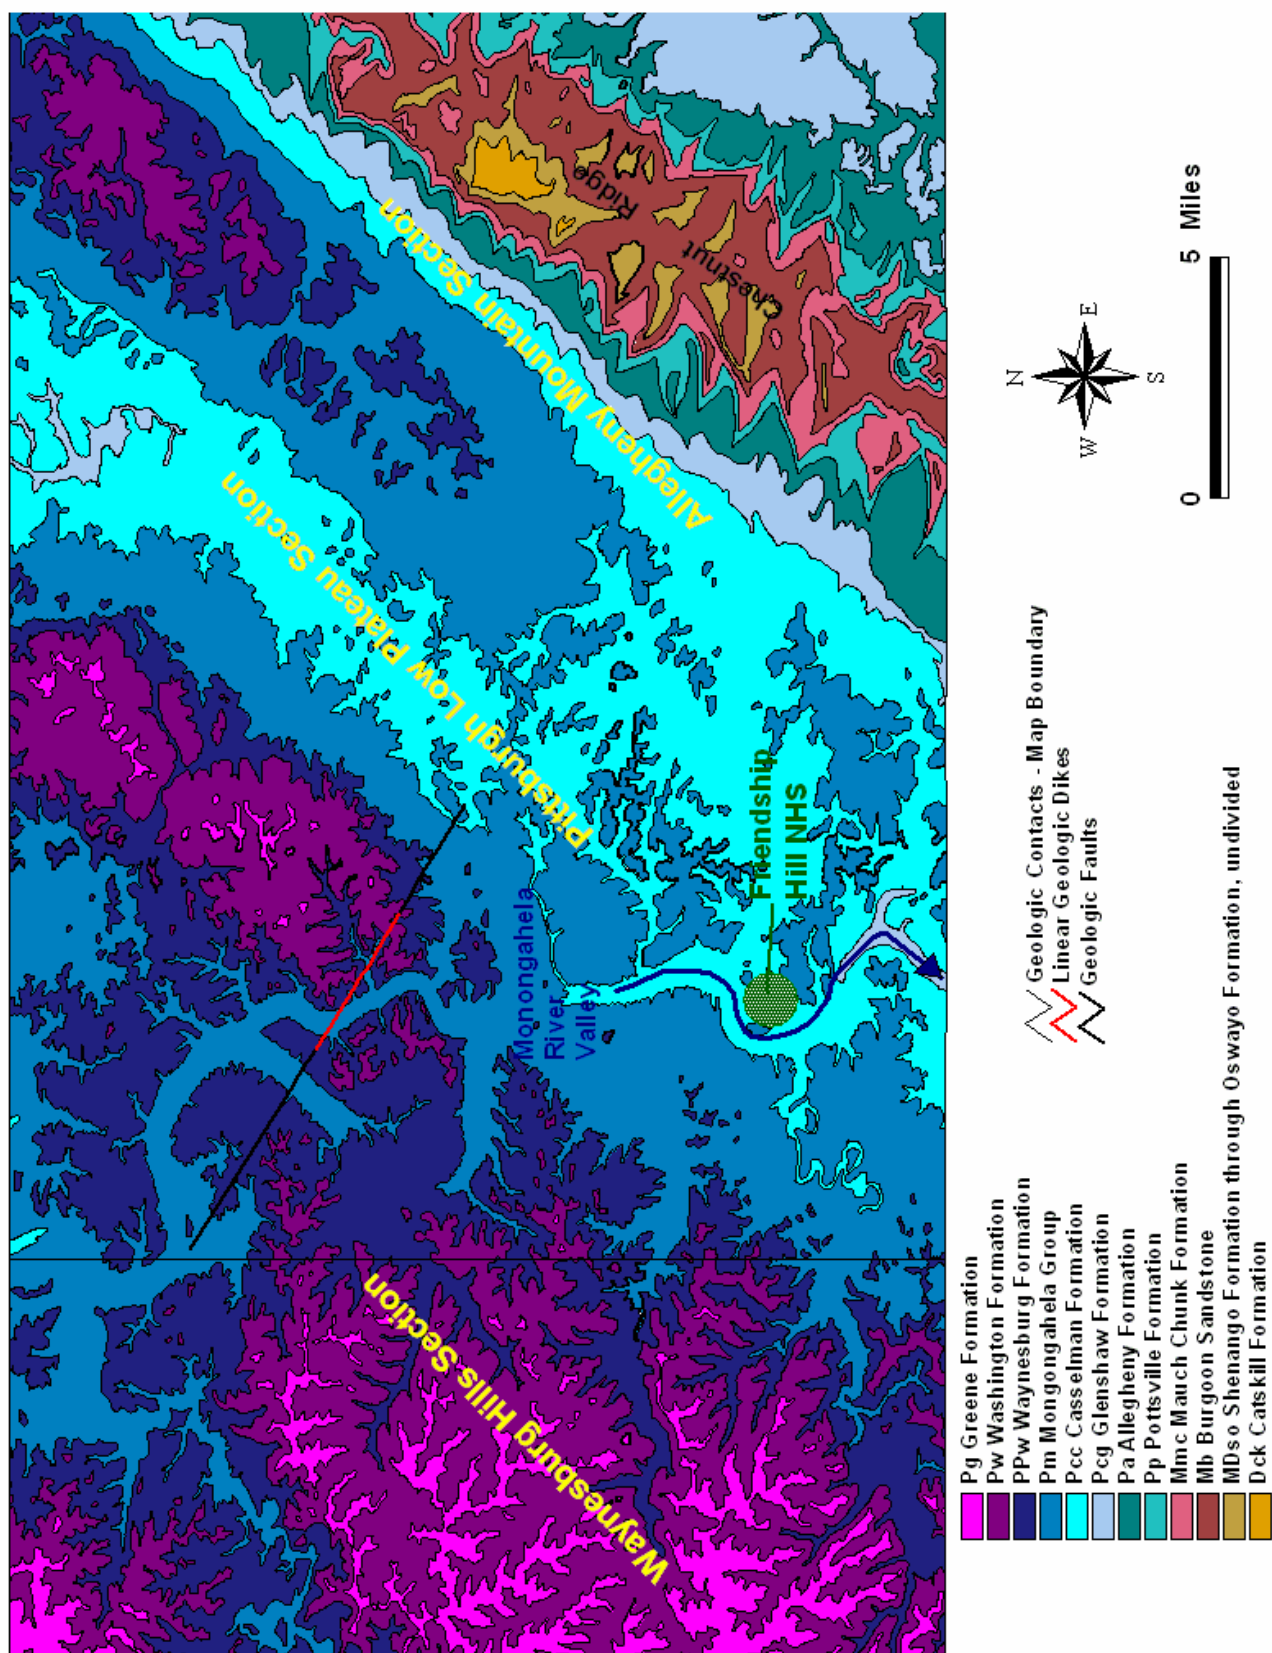 Waynesburg Hills Section
Pittsburgh Low Plateau Section
Allegheny Mountain Section
Chestnut
Ridge
Monongahela
River
Valley
Friendship
Hill NHS
Pg Greene Formation
Pw Washington Formation
PPw Waynesburg Formation
Pm Monongahela Group
Pcc Casselman Formation
Pcg Glenshaw Formation
Pa Allegheny Formation
Pp Pottsville Formation
Mmc Mauch Chunk Formation
Mb Burgoon Sandstone
MDso Shenango Formation through Oswayo Formation, undivided
Dck Catskill Formation
Geologic Contacts - Map Boundary
Linear Geologic Dikes
Geologic Faults
N
W
E
S
0 5 Miles